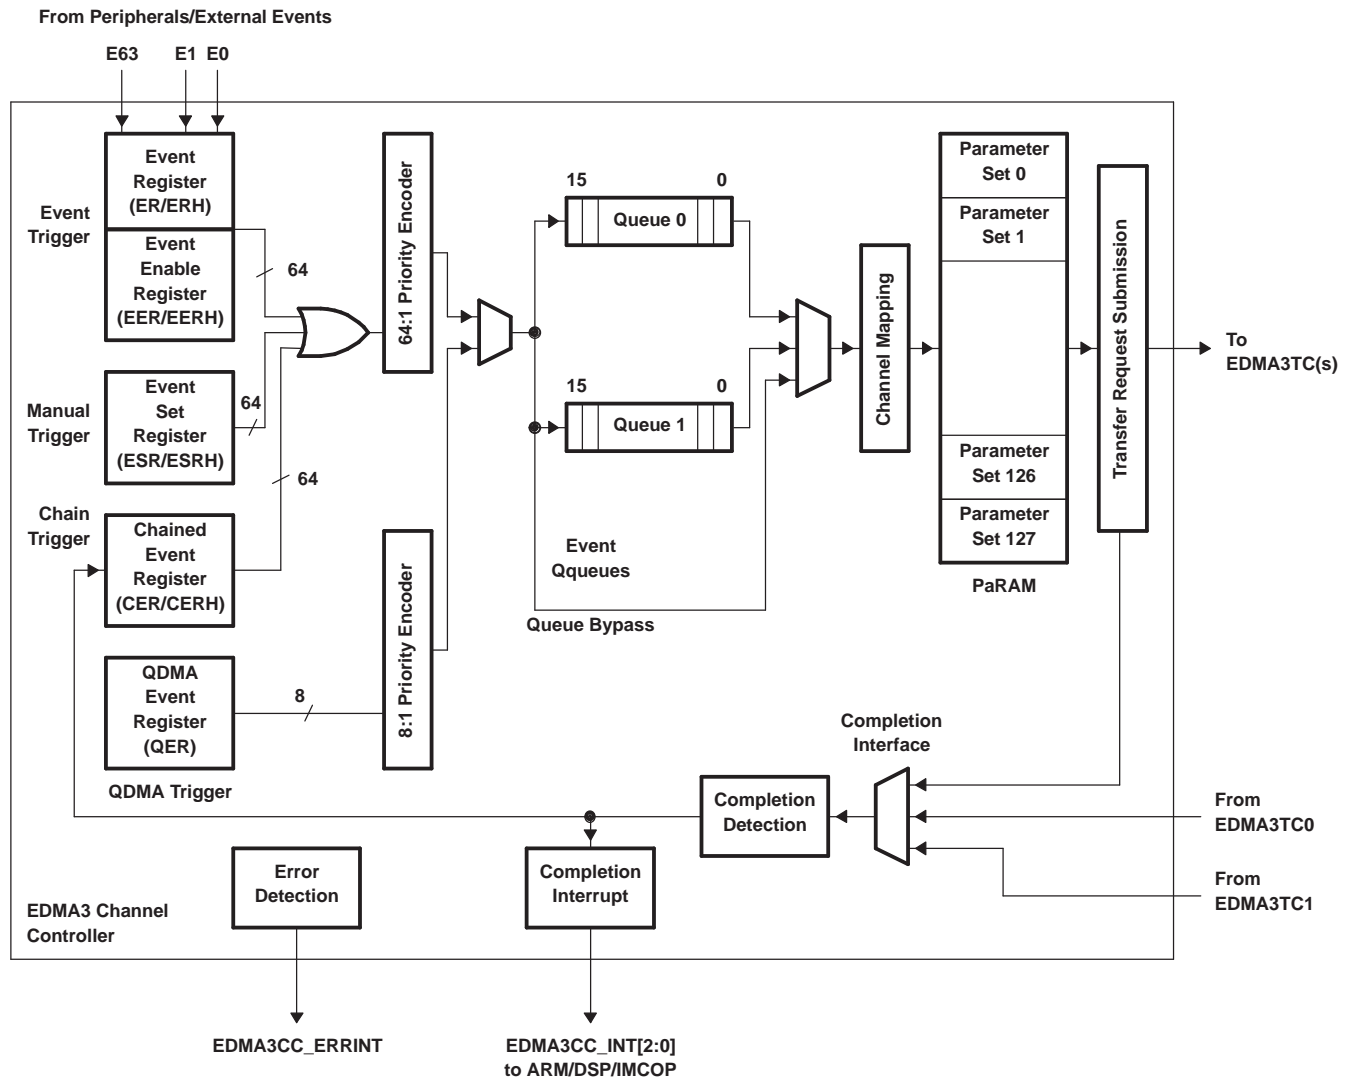 From Peripherals/External Events
E63
E1
E0
Event
Register
(ER/ERH)
Event
Trigger
Event
Enable
Register
(EER/EERH)
64
Manual
Trigger
Event
Set
Register
(ESR/ESRH)
64
64
Chain
Trigger
Chained
Event
Register
(CER/CERH)
QDMA
Event
Register
(QER)
8
QDMA Trigger
64:1 Priority Encoder
8:1 Priority Encoder
15
0
Queue 0
15
0
Queue 1
Event
Qqueues
Queue Bypass
Channel Mapping
Parameter
Set 0
Parameter
Set 1
Parameter
Set 126
Parameter
Set 127
PaRAM
Transfer Request Submission
To
EDMA3TC(s)
Completion
Interface
Completion
Detection
From
EDMA3TC0
From
EDMA3TC1
Error
Detection
Completion
Interrupt
EDMA3 Channel
Controller
EDMA3CC_ERRINT
EDMA3CC_INT[2:0]
to ARM/DSP/IMCOP